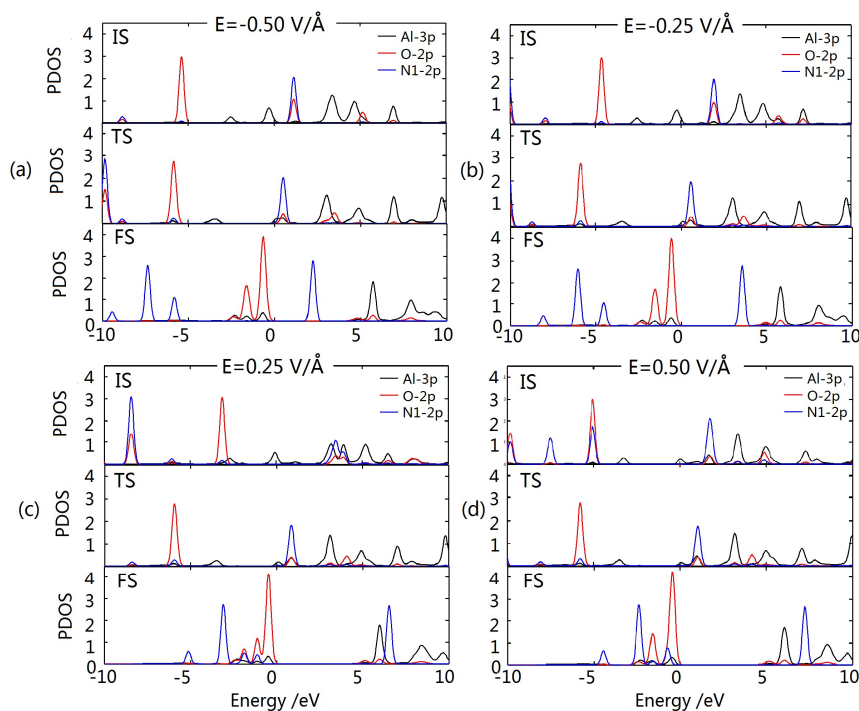 E=-0.50 V/Å
E=-0.25 V/Å
IS
Al-3p
O-2p
N1-2p
4
3
2
1
PDOS
IS
Al-3p
O-2p
N1-2p
4
3
2
1
(a)
TS
4
3
2
1
PDOS
(b)
TS
4
3
2
1
FS
4
3
2
1
0
PDOS
-10 -5 0 5 10
FS
4
3
2
1
0
-10 -5 0 5 10
E=0.25 V/Å
E=0.50 V/Å
IS
Al-3p
O-2p
N1-2p
4
3
2
1
PDOS
IS
Al-3p
O-2p
N1-2p
4
3
2
1
(c)
TS
4
3
2
1
PDOS
(d)
TS
4
3
2
1
FS
4
3
2
1
0
PDOS
-10 -5 0 5 10
Energy /eV
FS
4
3
2
1
0
-10 -5 0 5 10
Energy /eV